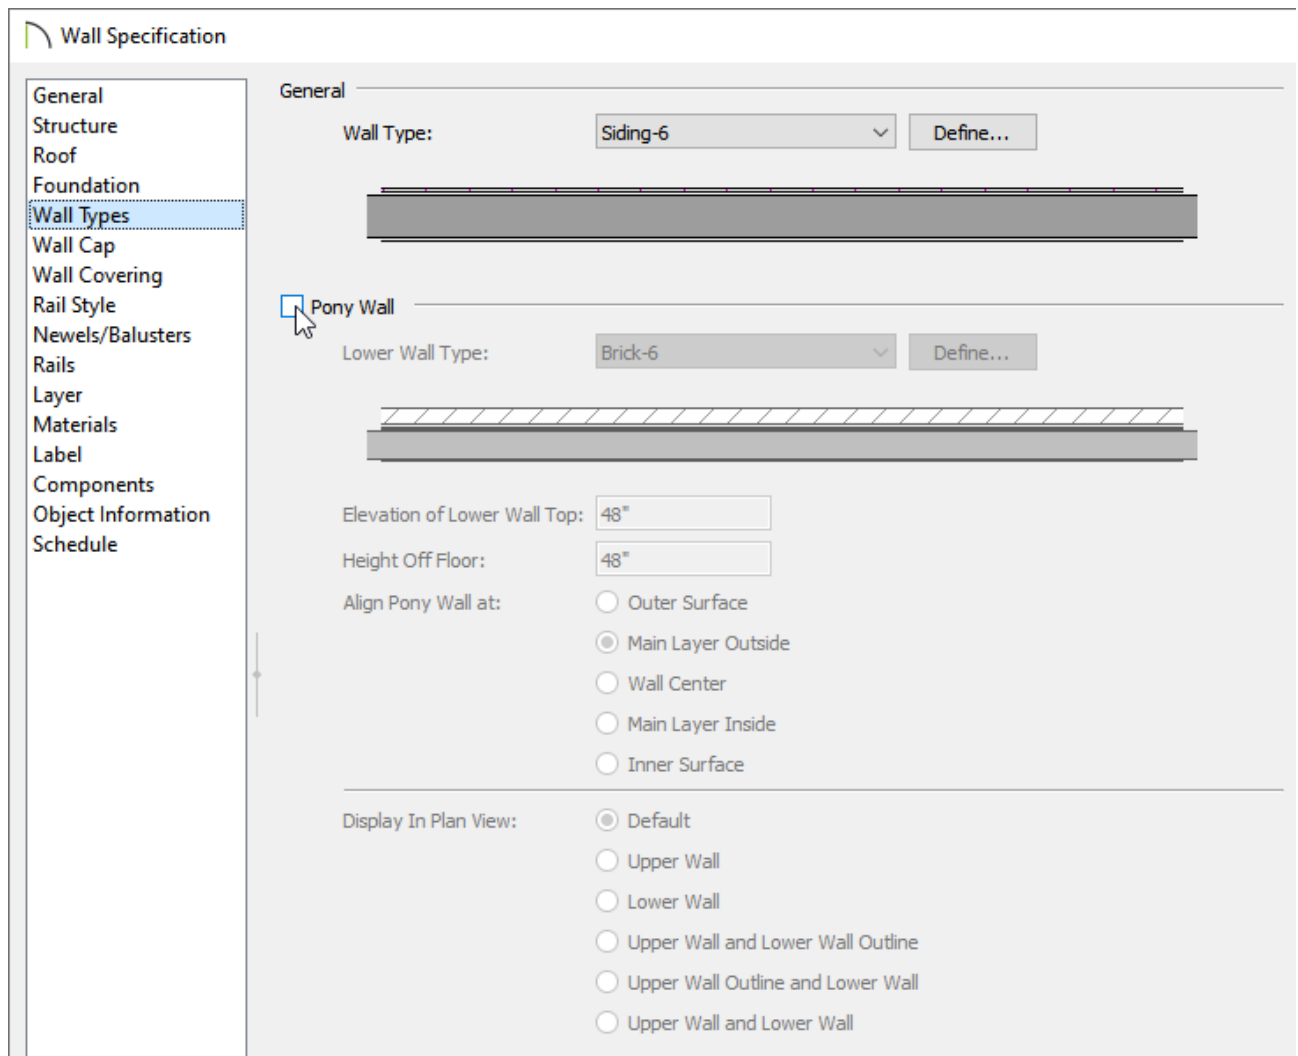 Wall Specification
General
Structure
Roof
Foundation
Wall Types
Wall Cap
Wall Covering
Rail Style
Newels/Balusters
Rails
Layer
Materials
Label
Components
Object Information
Schedule
General
Wall Type: Siding-6 Define...
Pony Wall
Lower Wall Type: Brick-6 Define...
Elevation of Lower Wall Top: 48"
Height Off Floor: 48"
Align Pony Wall at: Outer Surface
Main Layer Outside
Wall Center
Main Layer Inside
Inner Surface
Display In Plan View: Default
Upper Wall
Lower Wall
Upper Wall and Lower Wall Outline
Upper Wall Outline and Lower Wall
Upper Wall and Lower Wall